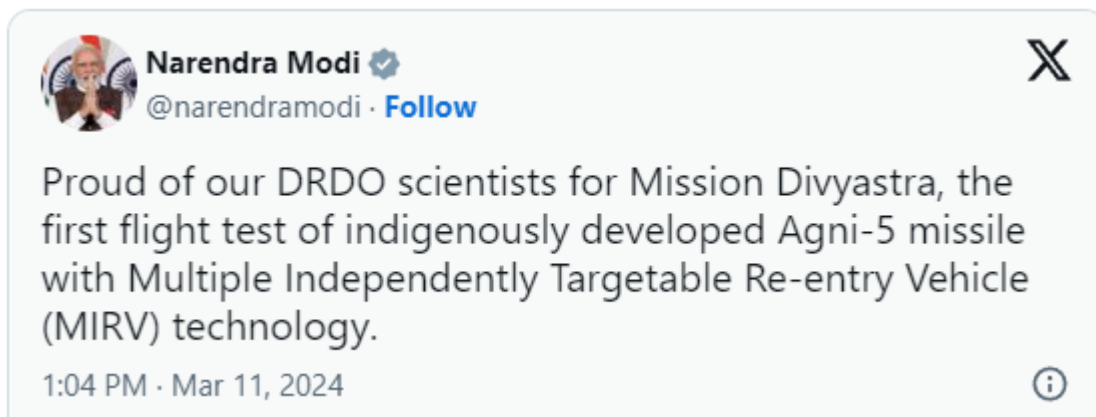 Narendra Modi
@narendramodi · Follow
Proud of our DRDO scientists for Mission Divyastra, the
first flight test of indigenously developed Agni-5 missile
with Multiple Independently Targetable Re-entry Vehicle
(MIRV) technology.
1:04 PM · Mar 11, 2024